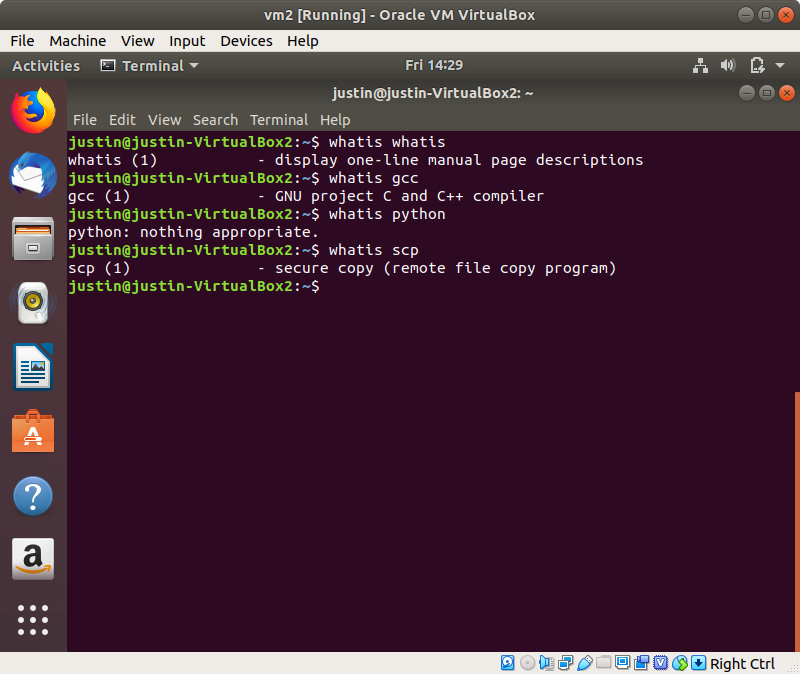 vm2 [Running] - Oracle VM VirtualBox
File Machine View Input Devices Help
Activities Terminal Fri 14:29
justin@justin-VirtualBox2: ~
File Edit View Search Terminal Help
justin@justin-VirtualBox2:~$ whatis whatis
whatis (1)           - display one-line manual page descriptions
justin@justin-VirtualBox2:~$ whatis gcc
gcc (1)              - GNU project C and C++ compiler
justin@justin-VirtualBox2:~$ whatis python
python: nothing appropriate.
justin@justin-VirtualBox2:~$ whatis scp
scp (1)              - secure copy (remote file copy program)
justin@justin-VirtualBox2:~$
A
?
a
V
Right Ctrl